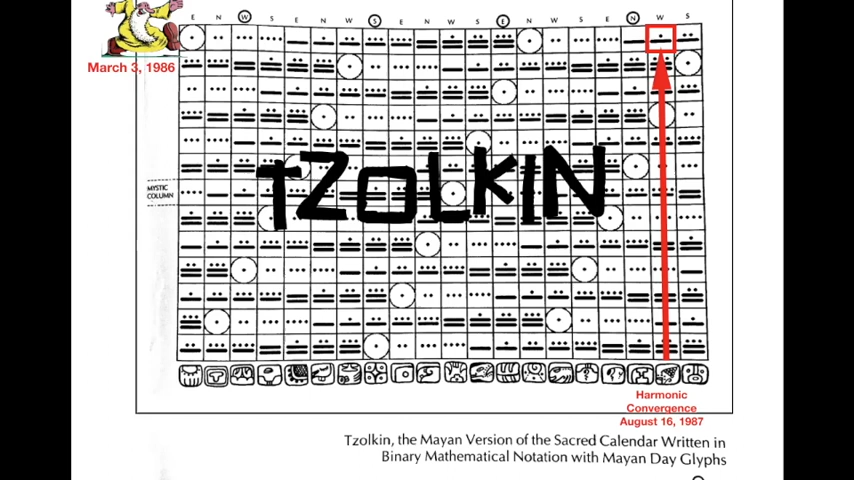 E N W S E N W S E N W S E N W S E N W S
March 3, 1986
TZOLKIN
MYSTIC
COLUMN
Harmonic
Convergence
August 16, 1987
Tzolkin, the Mayan Version of the Sacred Calendar Written in
Binary Mathematical Notation with Mayan Day Glyphs